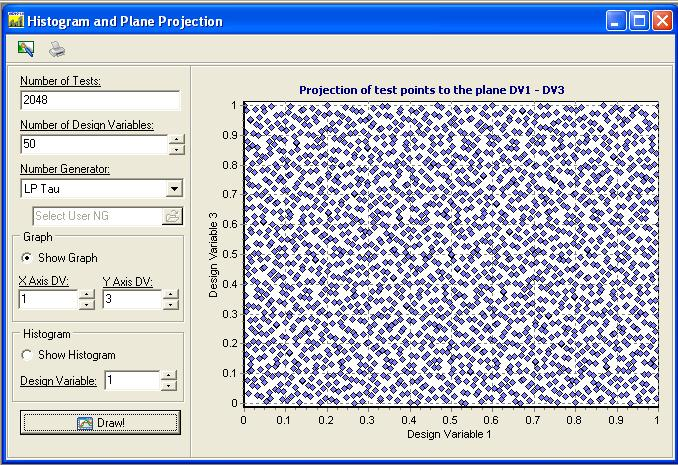 Histogram and Plane Projection
Number of Tests:
2048
Number of Design Variables:
50
Number Generator:
LP Tau
Select User NG
Graph
Show Graph
X Axis DV:
Y Axis DV:
1
3
Histogram
Show Histogram
Design Variable:
1
Draw!
Projection of test points to the plane DV1 - DV3
Design Variable 3
1
0.9
0.8
0.7
0.6
0.5
0.4
0.3
0.2
0.1
0
0 0.1 0.2 0.3 0.4 0.5 0.6 0.7 0.8 0.9 1
Design Variable 1